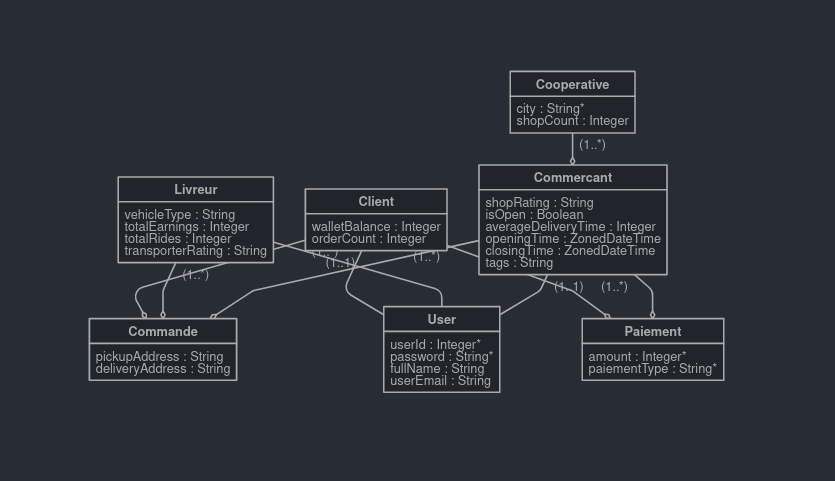 Cooperative
city : String*
shopCount : Integer
(1..*)
Livreur
vehicleType : String
totalEarnings : Integer
totalRides : Integer
transporterRating : String
Client
walletBalance : Integer
orderCount : Integer
Commercant
shopRating : String
isOpen : Boolean
averageDeliveryTime : Integer
openingTime : ZonedDateTime
closingTime : ZonedDateTime
tags : String
(1..*)
(1..1)
(1..*)
(1..1)
(1..*)
Commande
pickupAddress : String
deliveryAddress : String
User
userId : Integer*
password : String*
fullName : String
userEmail : String
Paiement
amount : Integer*
paiementType : String*